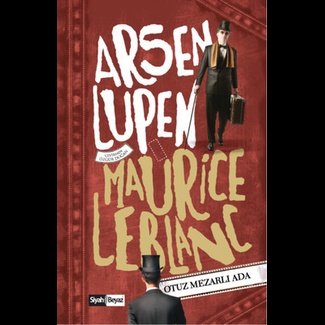 ARSEN
LUPEN
MAURiCE
LEBLANC
OTUZ MEZARLI ADA
Siyah Beyaz